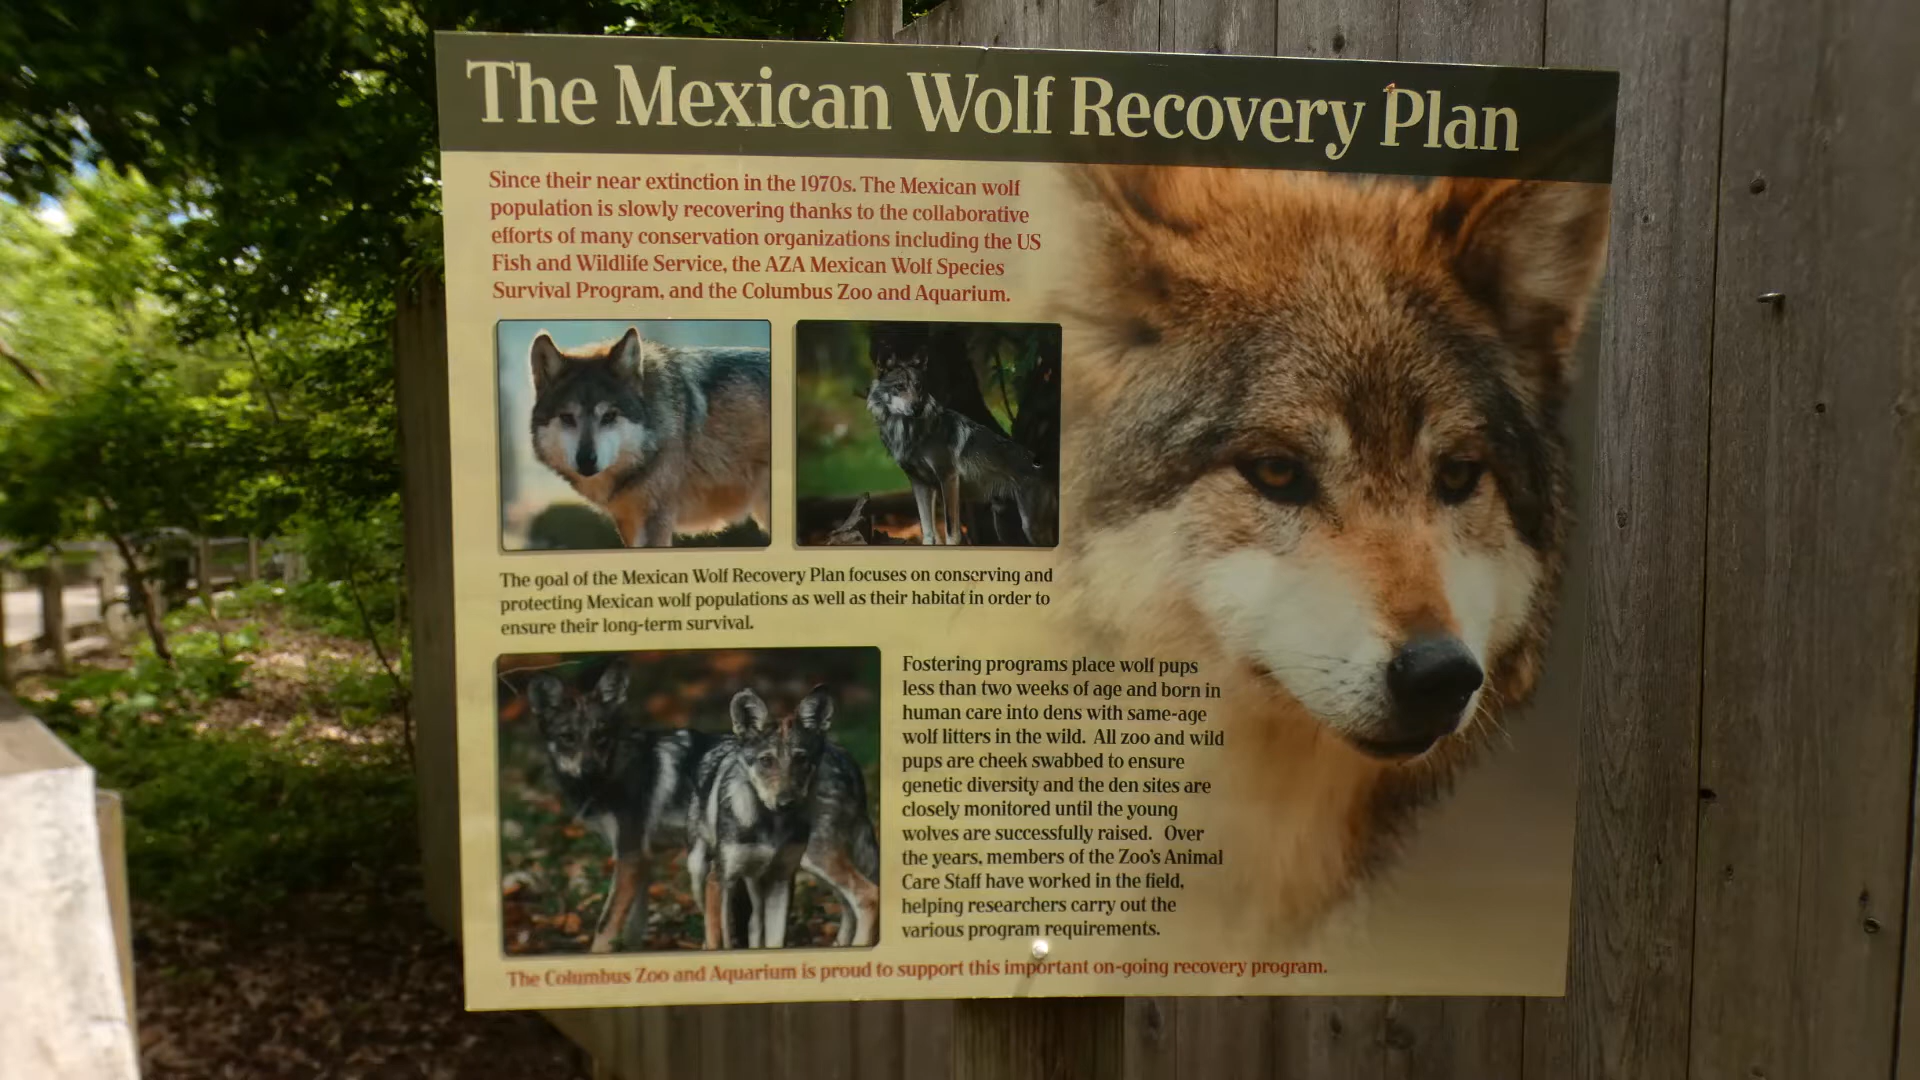 The Mexican Wolf Recovery Plan
Since their near extinction in the 1970s. The Mexican wolf
population is slowly recovering thanks to the collaborative
efforts of many conservation organizations including the US
Fish and Wildlife Service, the AZA Mexican Wolf Species
Survival Program, and the Columbus Zoo and Aquarium.
The goal of the Mexican Wolf Recovery Plan focuses on conserving and
protecting Mexican wolf populations as well as their habitat in order to
ensure their long-term survival.
Fostering programs place wolf pups
less than two weeks of age and born in
human care into dens with same-age
wolf litters in the wild. All zoo and wild
pups are cheek swabbed to ensure
genetic diversity and the den sites are
closely monitored until the young
wolves are successfully raised. Over
the years, members of the Zoo's Animal
Care Staff have worked in the field,
helping researchers carry out the
various program requirements.
The Columbus Zoo and Aquarium is proud to support this important on-going recovery program.